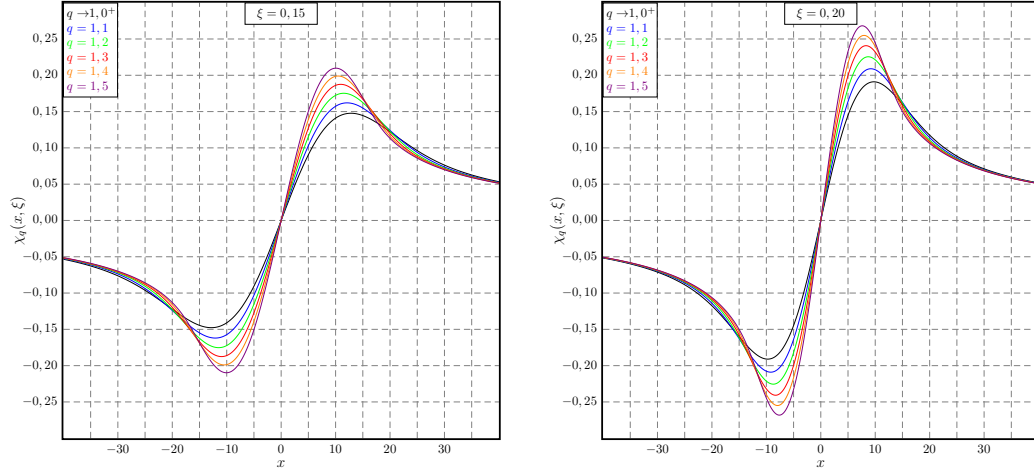 q →1, 0⁺
q = 1, 1
q = 1, 2
q = 1, 3
q = 1, 4
q = 1, 5
ξ = 0, 15
0, 25
0, 20
0, 15
0, 10
0, 05
0, 00
−0, 05
−0, 10
−0, 15
−0, 20
−0, 25
χ_q(x, ξ)
−30 −20 −10 0 10 20 30
x
q →1, 0⁺
q = 1, 1
q = 1, 2
q = 1, 3
q = 1, 4
q = 1, 5
ξ = 0, 20
0, 25
0, 20
0, 15
0, 10
0, 05
0, 00
−0, 05
−0, 10
−0, 15
−0, 20
−0, 25
χ_q(x, ξ)
−30 −20 −10 0 10 20 30
x